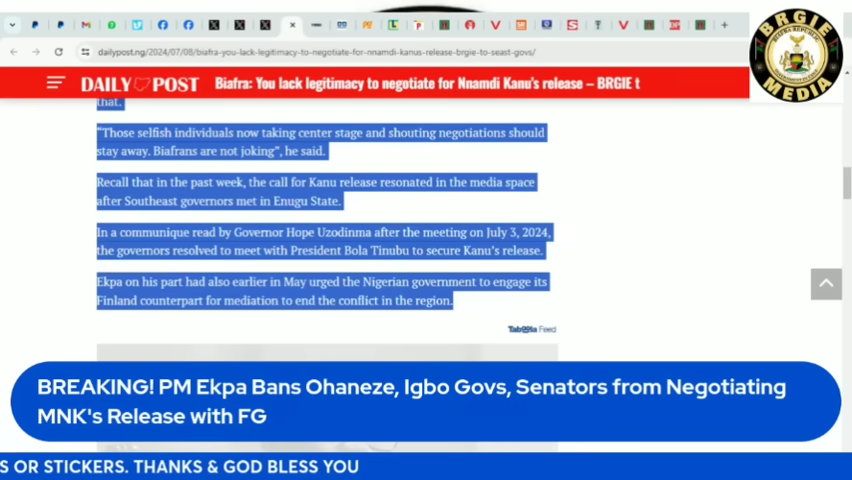 dailypost.ng/2024/07/08/biafra-you-lack-legitimacy-to-negotiate-for-nnamdi-kanus-release-brgie-to-seast-govs/
DAILY POST
Biafra: You lack legitimacy to negotiate for Nnamdi Kanu's release – BRGIE t
BRGIE
BIAFRA REPUBLIC
MEDIA
that.
“Those selfish individuals now taking center stage and shouting negotiations should
stay away. Biafrans are not joking”, he said.
Recall that in the past week, the call for Kanu release resonated in the media space
after Southeast governors met in Enugu State.
In a communique read by Governor Hope Uzodinma after the meeting on July 3, 2024,
the governors resolved to meet with President Bola Tinubu to secure Kanu’s release.
Ekpa on his part had also earlier in May urged the Nigerian government to engage its
Finland counterpart for mediation to end the conflict in the region.
Taboola Feed
BREAKING! PM Ekpa Bans Ohaneze, Igbo Govs, Senators from Negotiating
MNK's Release with FG
S OR STICKERS. THANKS & GOD BLESS YOU